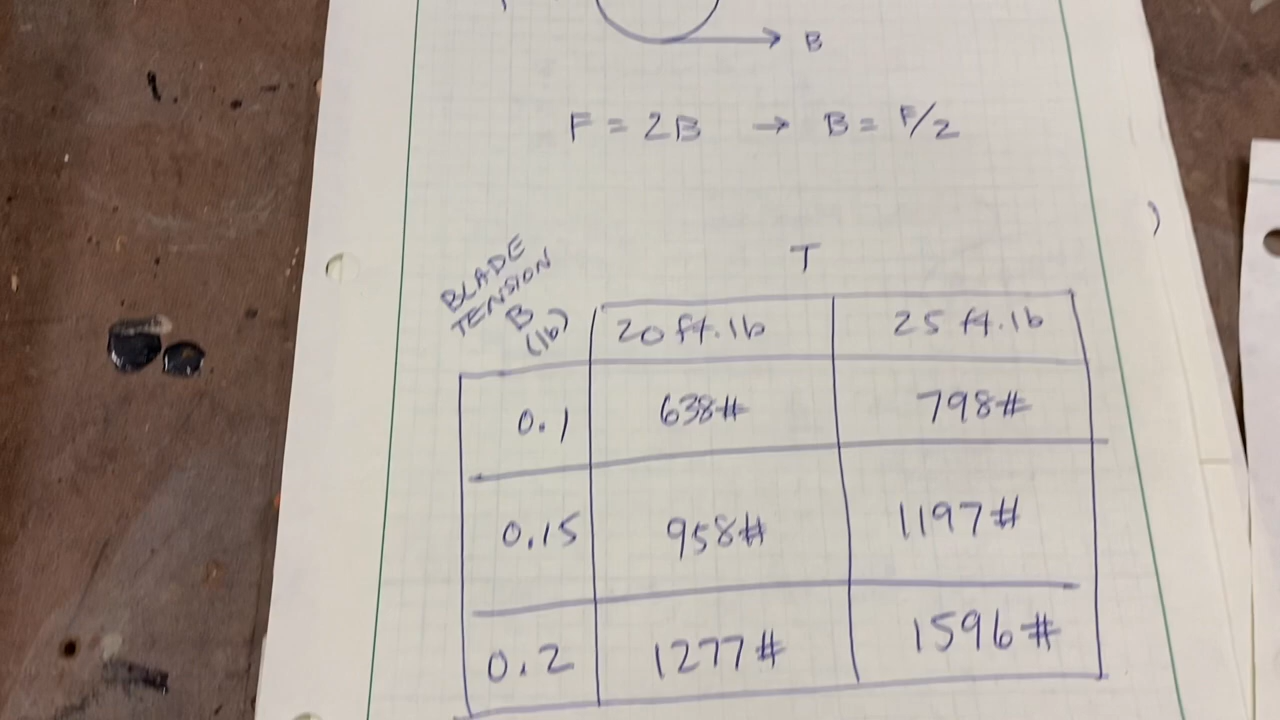 B
F = 2B → B = F/2
T
BLADE
TENSION
B
(lb)
20 ft.lb 25 ft.lb
0.1 638# 798#
0.15 958# 1197#
0.2 1277# 1596#